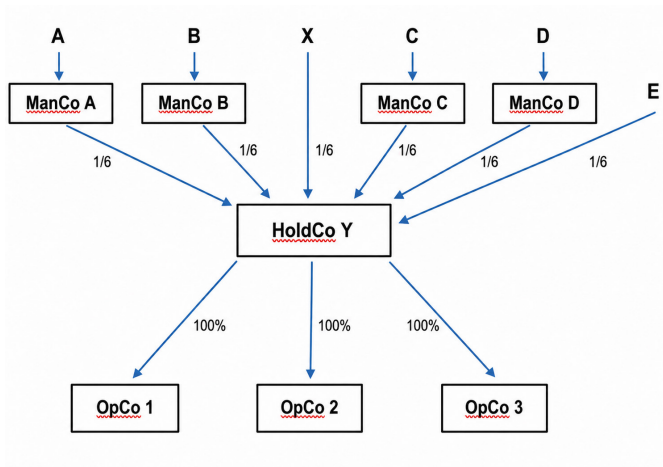 A
B
X
C
D
E
ManCo A
ManCo B
ManCo C
ManCo D
1/6
1/6
1/6
1/6
1/6
1/6
HoldCo Y
100%
100%
100%
OpCo 1
OpCo 2
OpCo 3